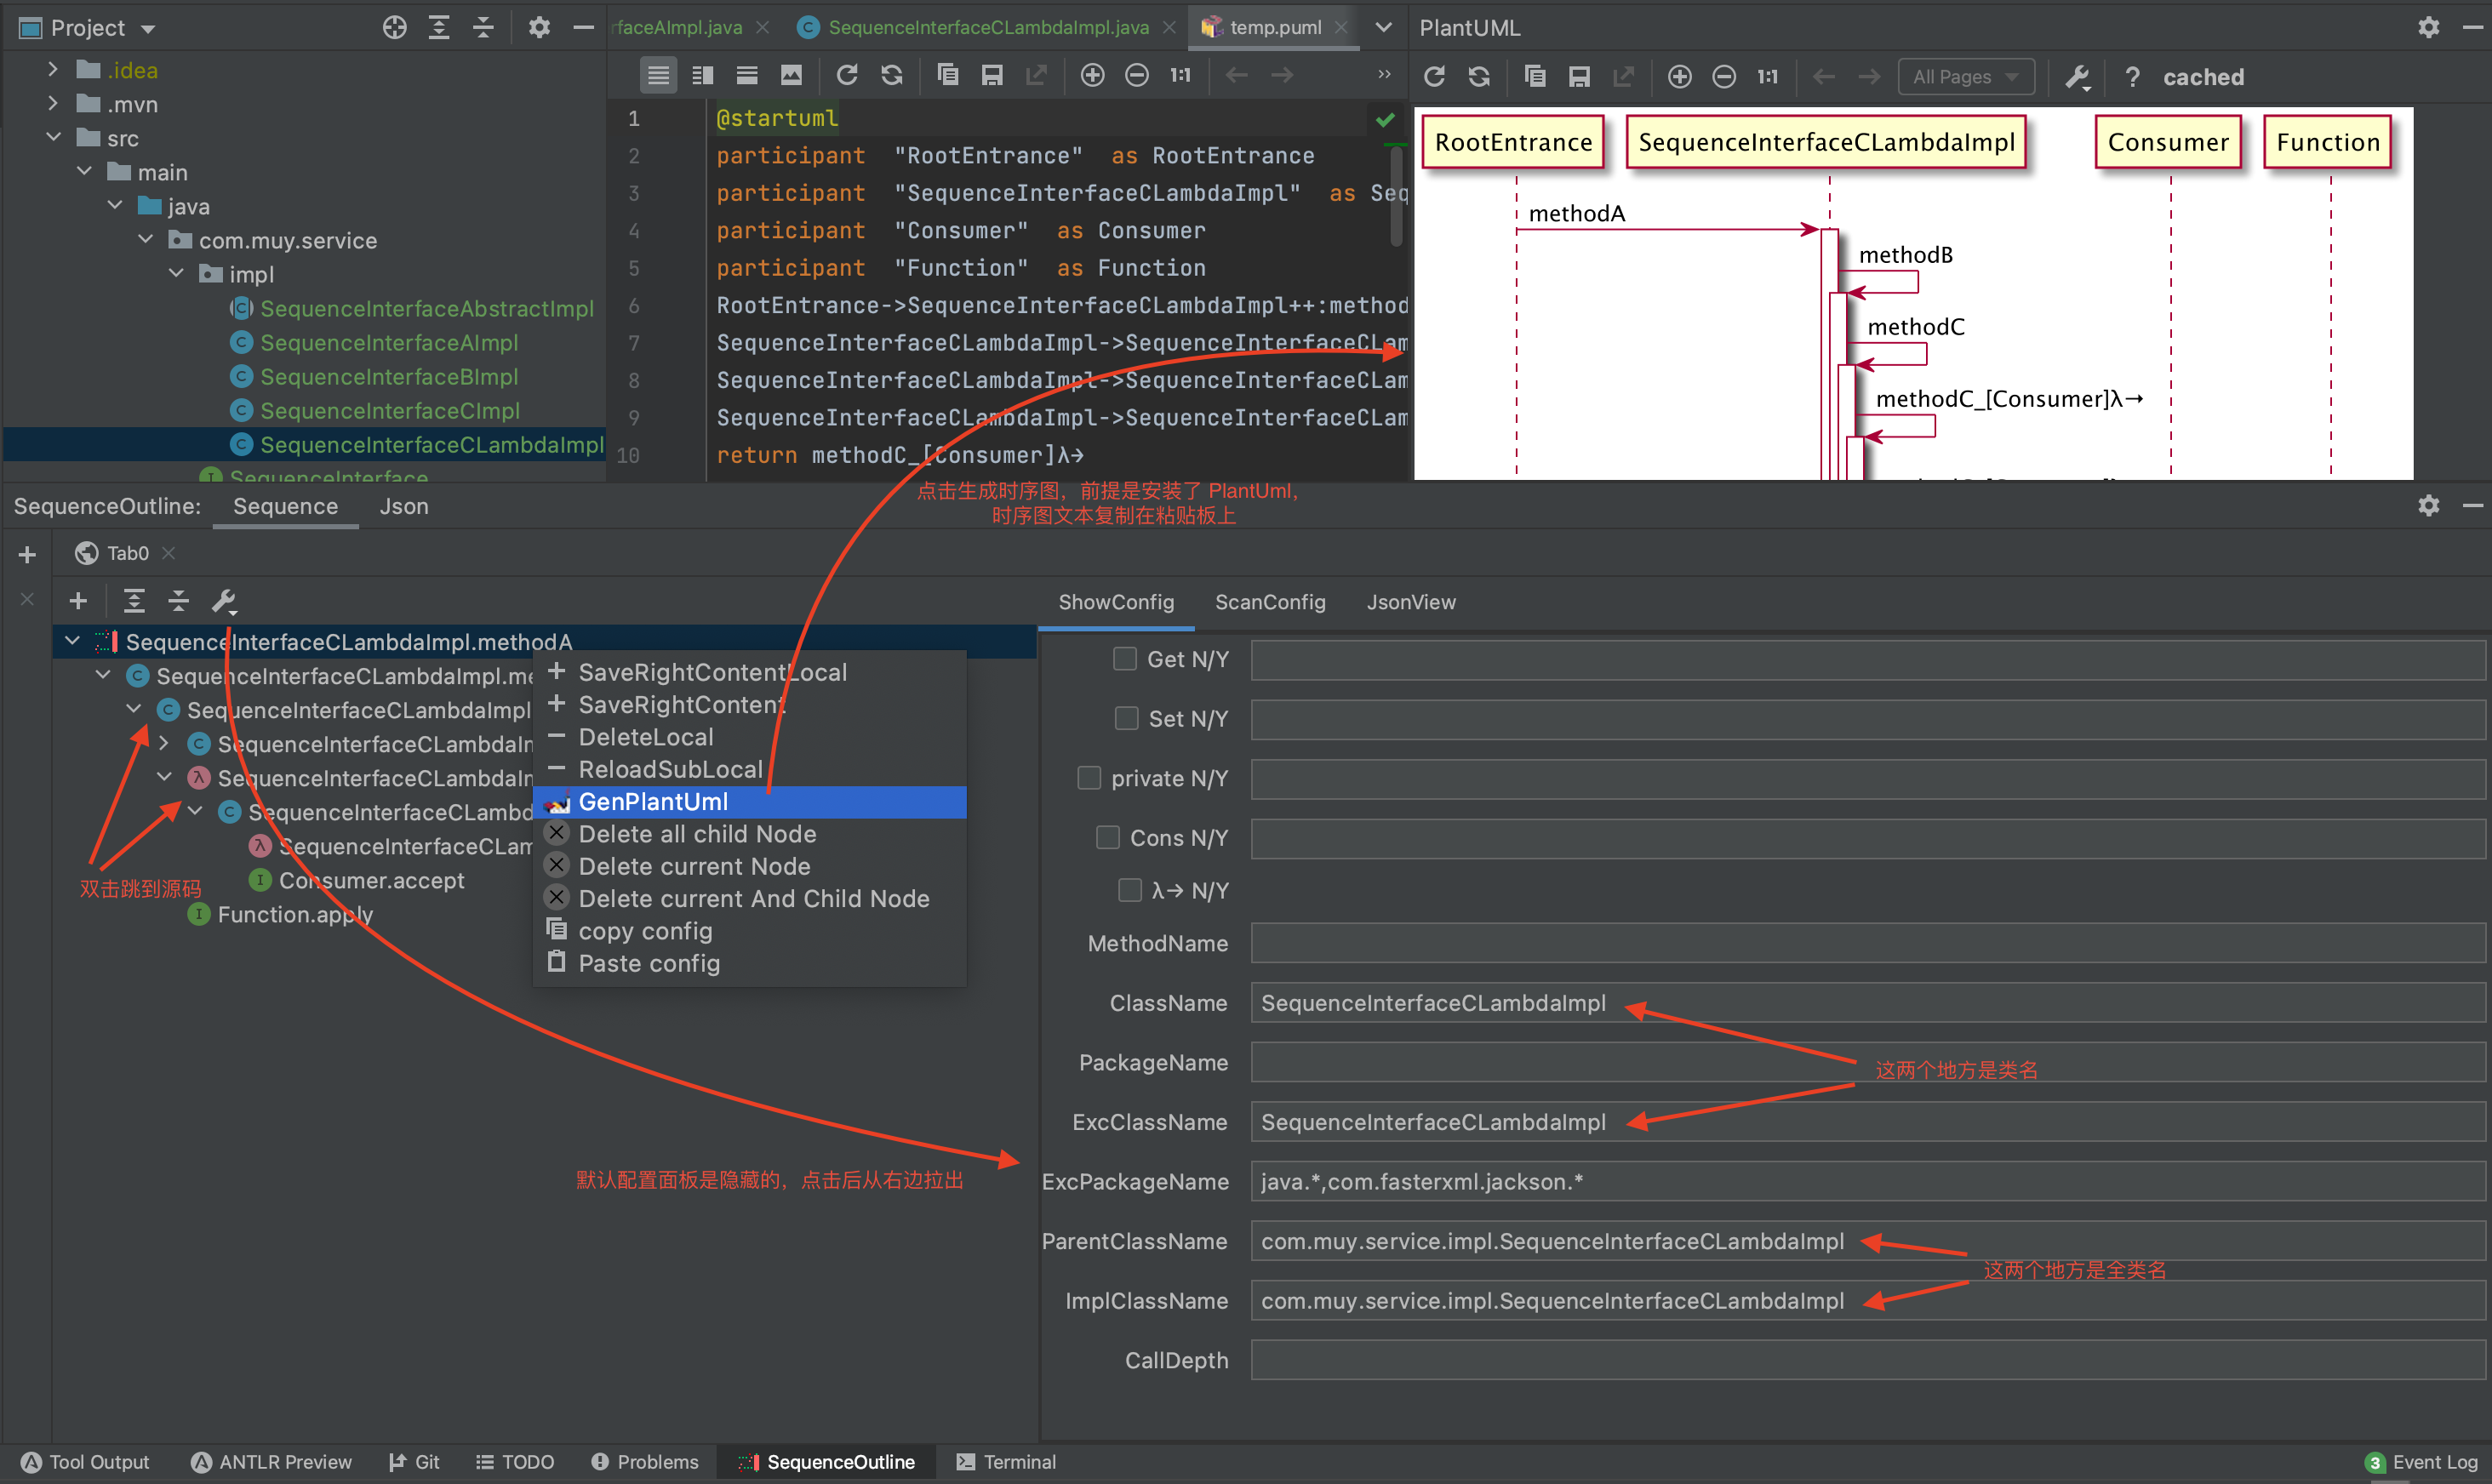 Project
.idea
.mvn
src
main
java
com.muy.service
impl
SequenceInterfaceAbstractImpl
SequenceInterfaceAImpl
SequenceInterfaceBImpl
SequenceInterfaceCImpl
SequenceInterfaceCLambdaImpl
SequenceInterface
rfaceAImpl.java
SequenceInterfaceCLambdaImpl.java
temp.puml
1:1
1 @startuml
2 participant "RootEntrance" as RootEntrance
3 participant "SequenceInterfaceCLambdaImpl" as Seq
4 participant "Consumer" as Consumer
5 participant "Function" as Function
6 RootEntrance->SequenceInterfaceCLambdaImpl++:method
7 SequenceInterfaceCLambdaImpl->SequenceInterfaceCLam
8 SequenceInterfaceCLambdaImpl->SequenceInterfaceCLam
9 SequenceInterfaceCLambdaImpl->SequenceInterfaceCLam
10 return methodC_[Consumer]λ→
PlantUML
1:1
All Pages
? cached
RootEntrance
SequenceInterfaceCLambdaImpl
Consumer
Function
methodA
methodB
methodC
methodC_[Consumer]λ→
点击生成时序图，前提是安装了 PlantUml，
时序图文本复制在粘贴板上
SequenceOutline:
Sequence
Json
Tab0
SequenceInterfaceCLambdaImpl.methodA
SequenceInterfaceCLambdaImpl.me
SequenceInterfaceCLambdaImpl
SequenceInterfaceCLambdaIm
SequenceInterfaceCLambdaIm
SequenceInterfaceCLambd
SequenceInterfaceCLam
Consumer.accept
Function.apply
双击跳到源码
SaveRightContentLocal
SaveRightContent
DeleteLocal
ReloadSubLocal
GenPlantUml
Delete all child Node
Delete current Node
Delete current And Child Node
copy config
Paste config
默认配置面板是隐藏的，点击后从右边拉出
ShowConfig
ScanConfig
JsonView
Get N/Y
Set N/Y
private N/Y
Cons N/Y
λ→ N/Y
MethodName
ClassName SequenceInterfaceCLambdaImpl
PackageName
这两个地方是类名
ExcClassName SequenceInterfaceCLambdaImpl
ExcPackageName java.*,com.fasterxml.jackson.*
ParentClassName com.muy.service.impl.SequenceInterfaceCLambdaImpl
这两个地方是全类名
ImplClassName com.muy.service.impl.SequenceInterfaceCLambdaImpl
CallDepth
Tool Output
ANTLR Preview
Git
TODO
Problems
SequenceOutline
Terminal
3 Event Log